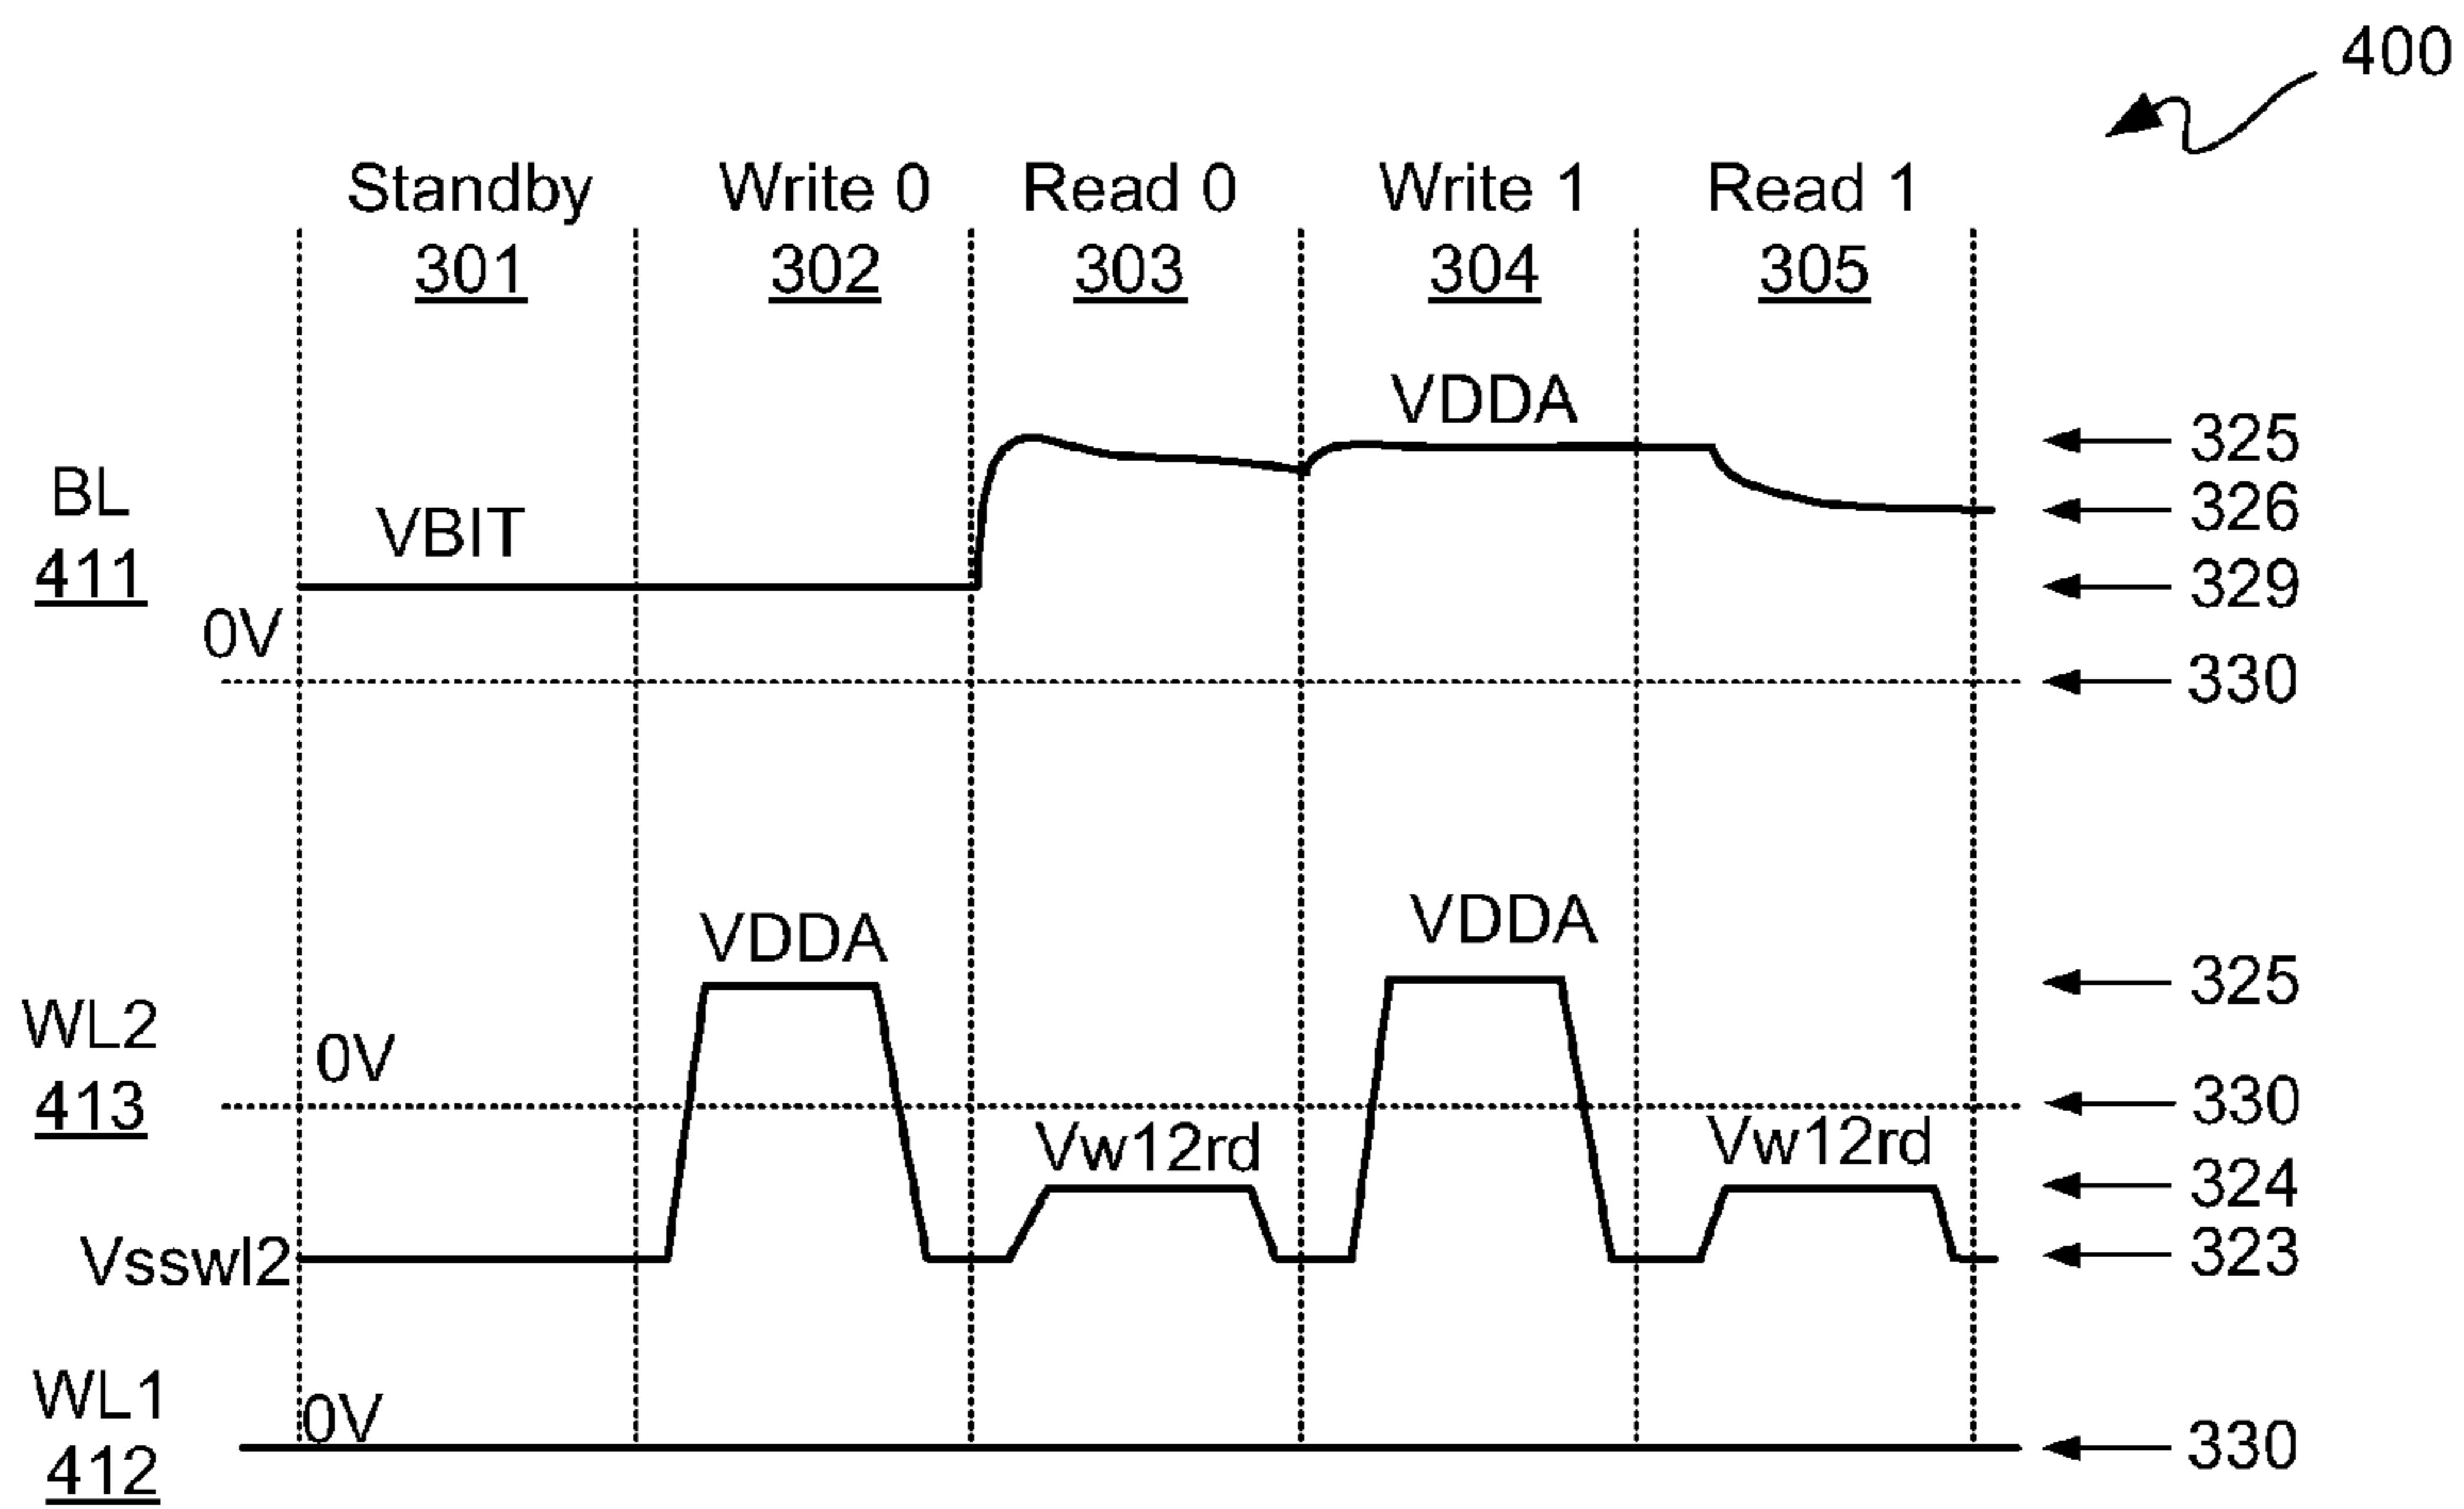 400
Standby Write 0 Read 0 Write 1 Read 1
301 302 303 304 305
VDDA
325
BL
VBIT
326
411
329
0V
330
VDDA VDDA
325
WL2
0V
413
330
Vw12rd Vw12rd
324
Vsswl2
323
WL1
0V
412
330